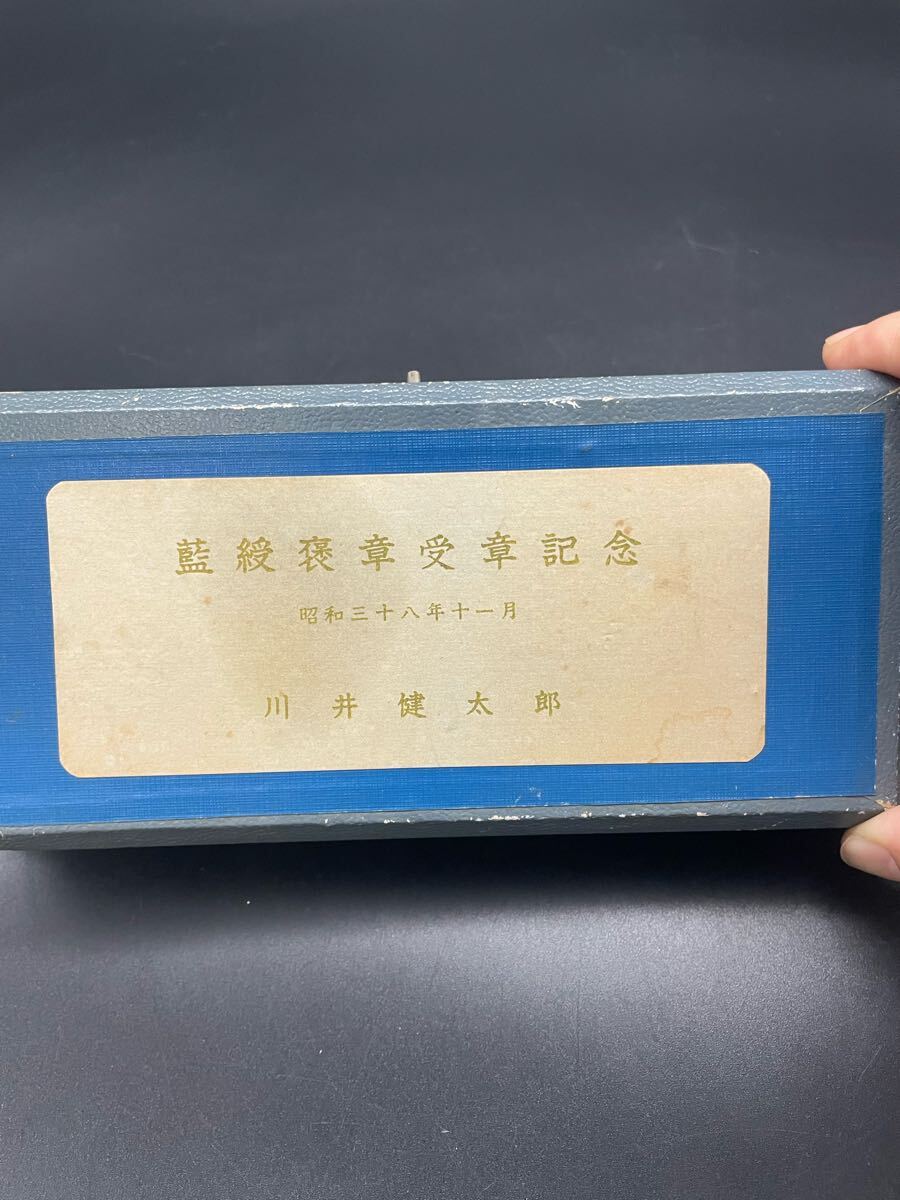 藍綬褒章受章記念
昭和三十八年十一月
川井健太郎